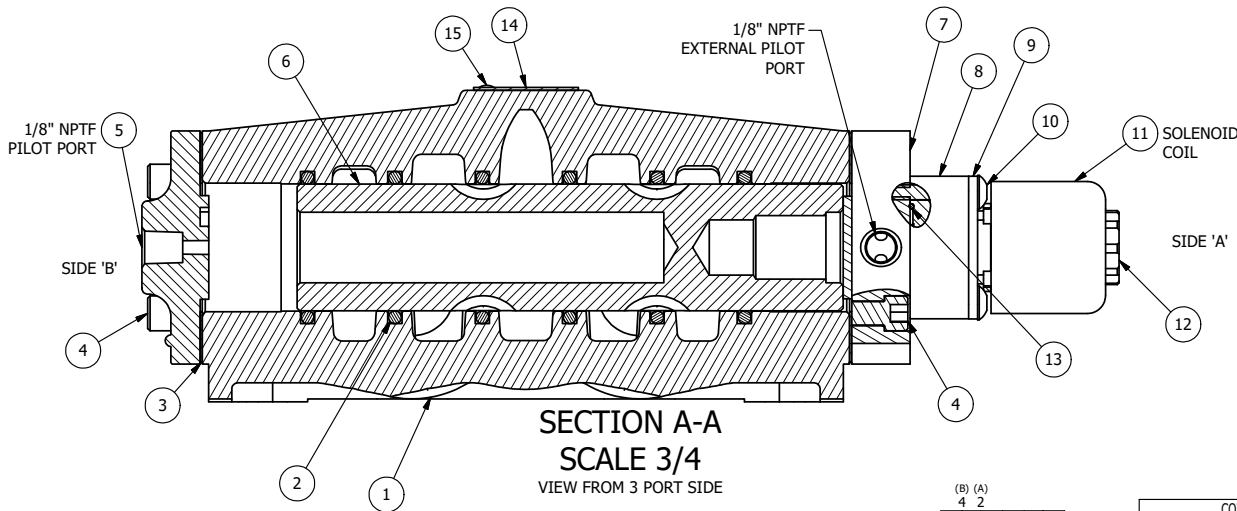 15
14
1/8" NPTF
EXTERNAL PILOT
PORT
7
9
6
8
1/8" NPTF
PILOT PORT
5
10
11
SOLENOID
COIL
SIDE 'B'
SIDE 'A'
4
12
13
3
4
2
1
SECTION A-A
SCALE 3/4
VIEW FROM 3 PORT SIDE
(B) (A)
4 2